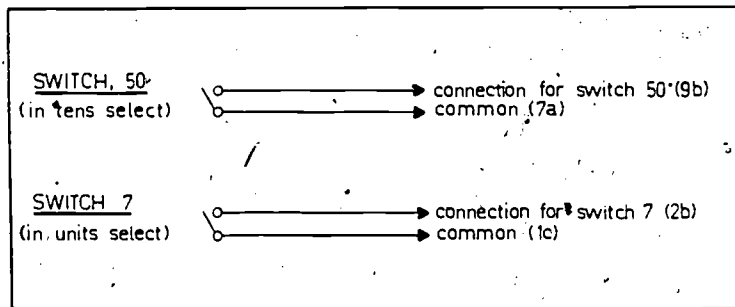 SWITCH, 50
(in tens select)
connection for switch 50 (9b)
common (7a)
SWITCH 7
(in units select)
connection for switch 7 (2b)
common (1c)